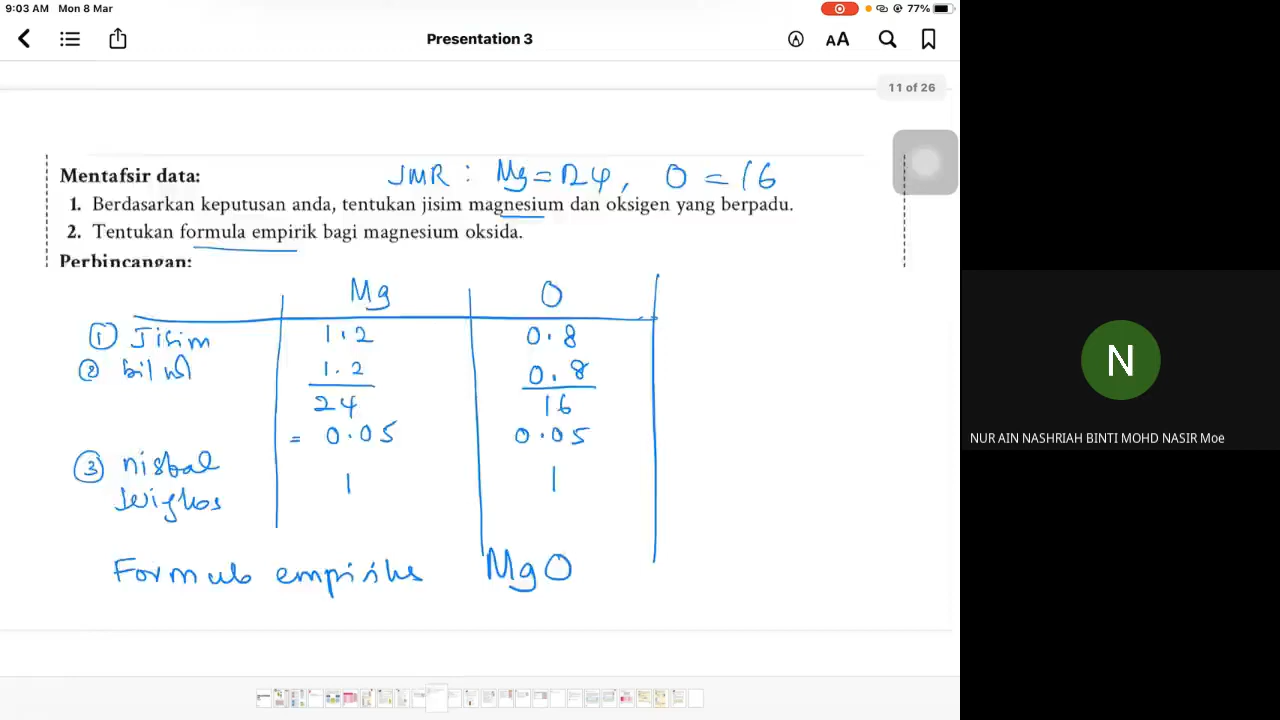 9:03 AM Mon 8 Mar
77%
Presentation 3
AA
11 of 26
Mentafsir data:
JMR : Mg = 24, O = 16
1. Berdasarkan keputusan anda, tentukan jisim magnesium dan oksigen yang berpadu.
2. Tentukan formula empirik bagi magnesium oksida.
Perbincangan:
Mg O
① Jisim 1.2 0.8
② bil 1.2 0.8
24 16
= 0.05 0.05
③ nisbah 1 1
Formula empirik MgO
N
NUR AIN NASHRIAH BINTI MOHD NASIR Moe